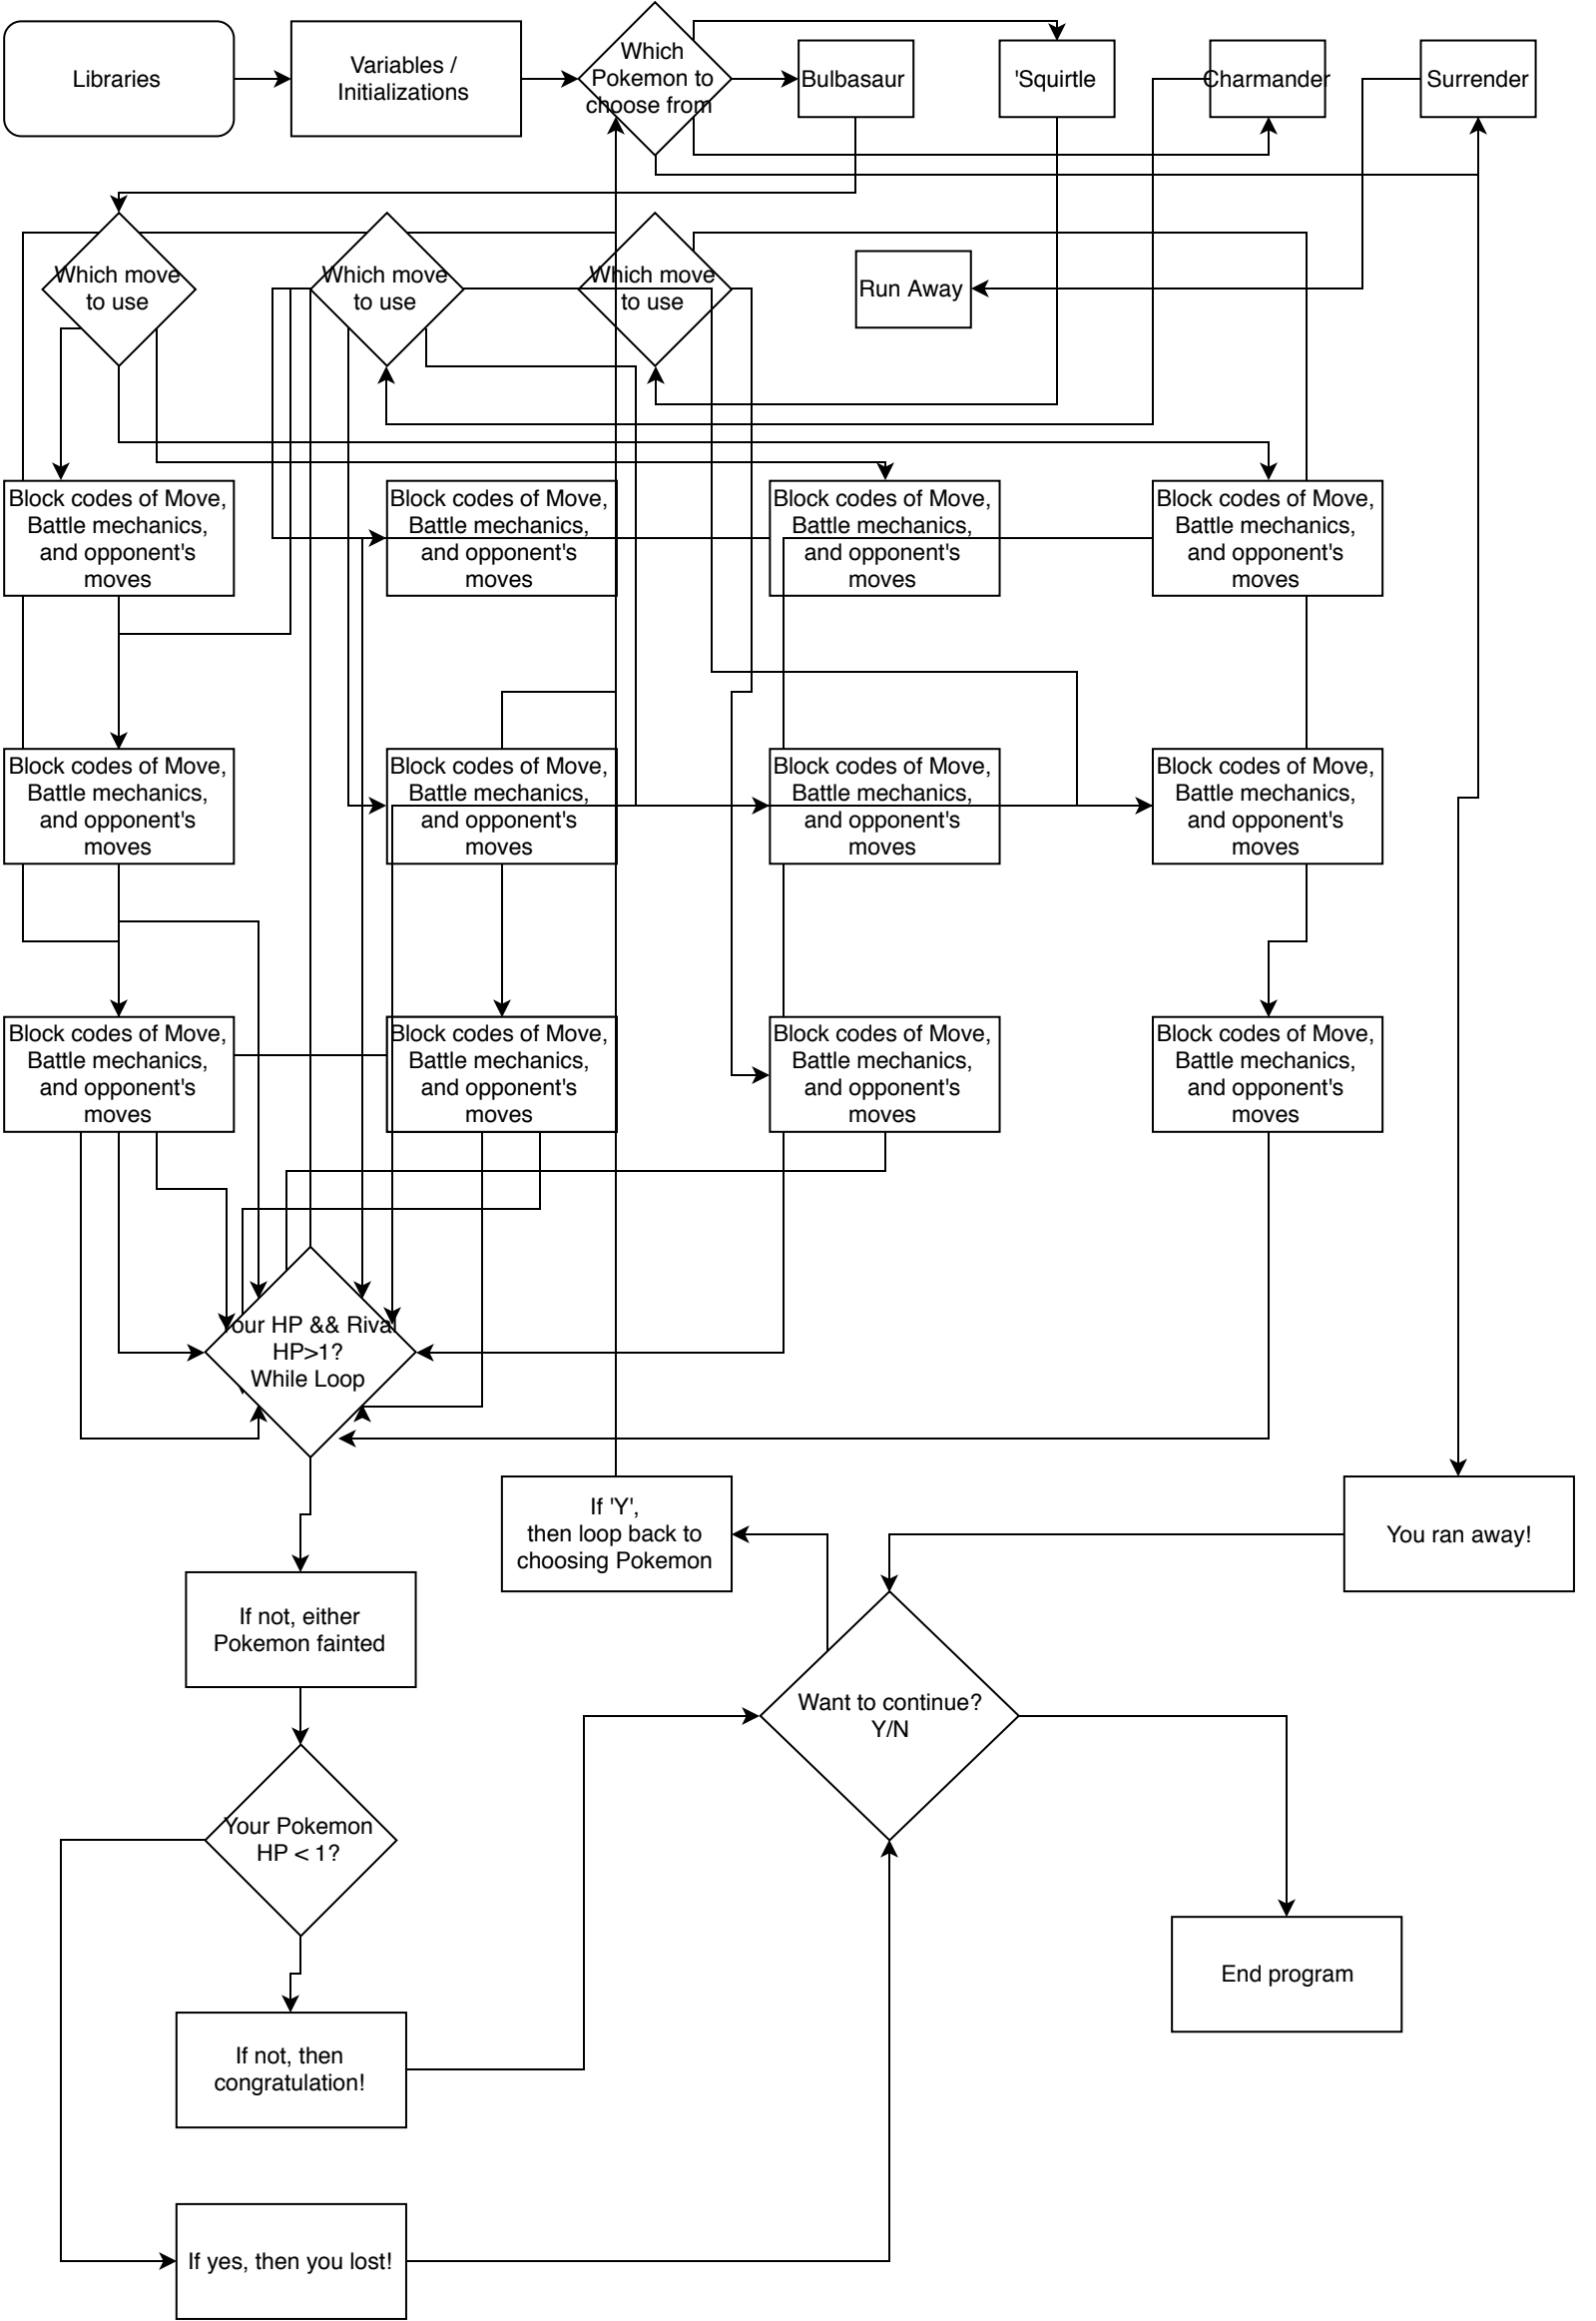 Libraries
Variables /
Initializations
Which
Pokemon to
choose from
Bulbasaur
'Squirtle
Charmander
Surrender
Which move
to use
Which move
to use
Which move
to use
Run Away
Block codes of Move,
Battle mechanics,
and opponent's
moves
Block codes of Move,
Battle mechanics,
and opponent's
moves
Block codes of Move,
Battle mechanics,
and opponent's
moves
Block codes of Move,
Battle mechanics,
and opponent's
moves
Block codes of Move,
Battle mechanics,
and opponent's
moves
Block codes of Move,
Battle mechanics,
and opponent's
moves
Block codes of Move,
Battle mechanics,
and opponent's
moves
Block codes of Move,
Battle mechanics,
and opponent's
moves
Block codes of Move,
Battle mechanics,
and opponent's
moves
Block codes of Move,
Battle mechanics,
and opponent's
moves
Block codes of Move,
Battle mechanics,
and opponent's
moves
Block codes of Move,
Battle mechanics,
and opponent's
moves
Your HP && Rival
HP>1?
While Loop
If 'Y',
then loop back to
choosing Pokemon
You ran away!
If not, either
Pokemon fainted
Want to continue?
Y/N
Your Pokemon
HP < 1?
End program
If not, then
congratulation!
If yes, then you lost!